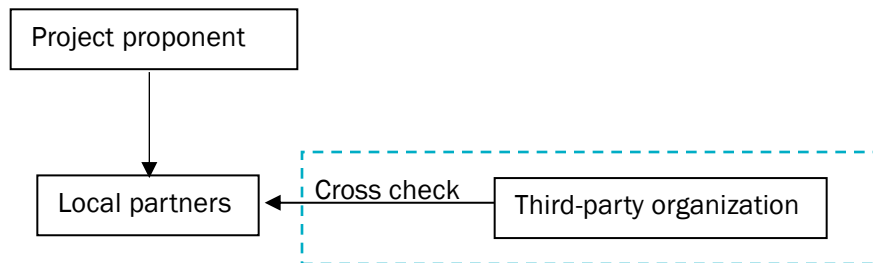 Project proponent
Local partners
Cross check
Third-party organization